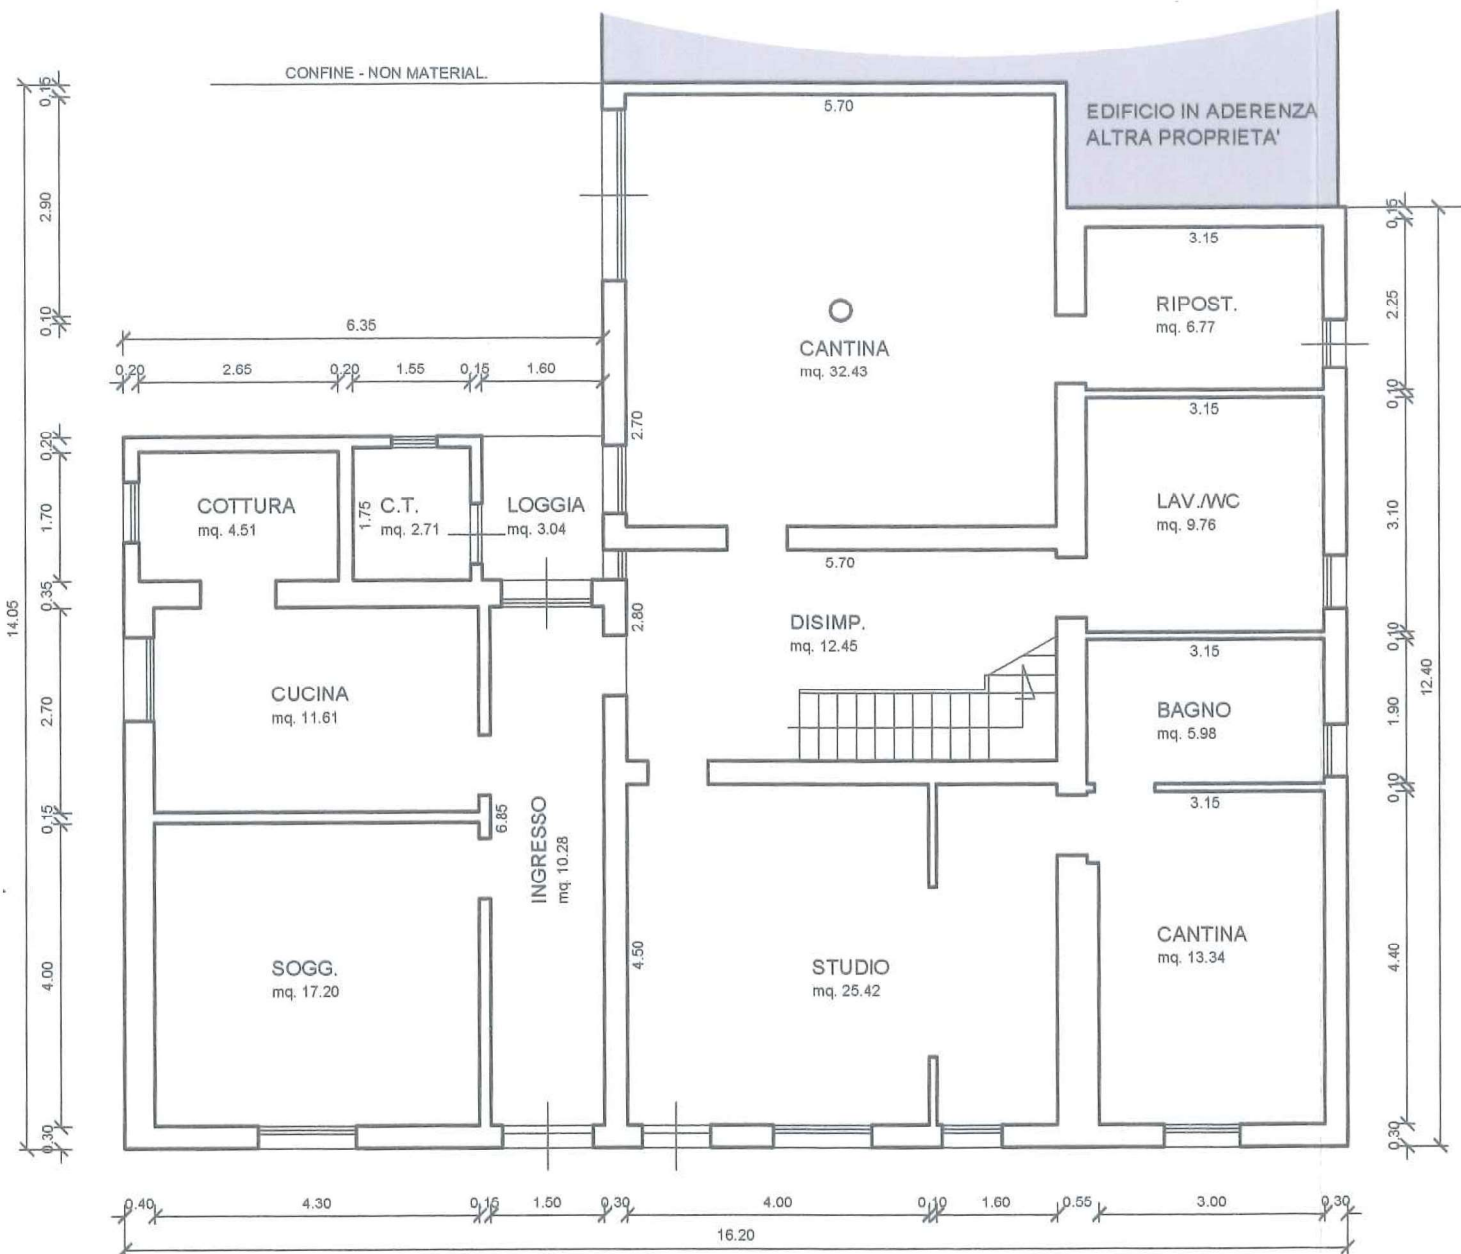 CONFINE - NON MATERIAL.
EDIFICIO IN ADERENZA
ALTRA PROPRIETA'
5.70
0,15
2.90
0,10
14.05
6.35
0,20 2.65 0,20 1.55 0,15 1.60
3.15
RIPOST.
mq. 6.77
CANTINA
mq. 32.43
2.70
0,15
2.25
0,10
3.15
0,20
1.70
0,35
COTTURA
mq. 4.51
1.75
C.T.
mq. 2.71
LOGGIA
mq. 3.04
LAV./WC
mq. 9.76
3.10
0,10
5.70
2.80
DISIMP.
mq. 12.45
3.15
12.40
CUCINA
mq. 11.61
2.70
BAGNO
mq. 5.98
1.90
0,10
3.15
0,15
6.85
INGRESSO
mq. 10.28
SOGG.
mq. 17.20
4.00
4.50
STUDIO
mq. 25.42
CANTINA
mq. 13.34
4.40
0,30
0,30
0.40 4.30 0,15 1.50 0,30 4.00 0,10 1.60 0,55 3.00 0,30
16.20